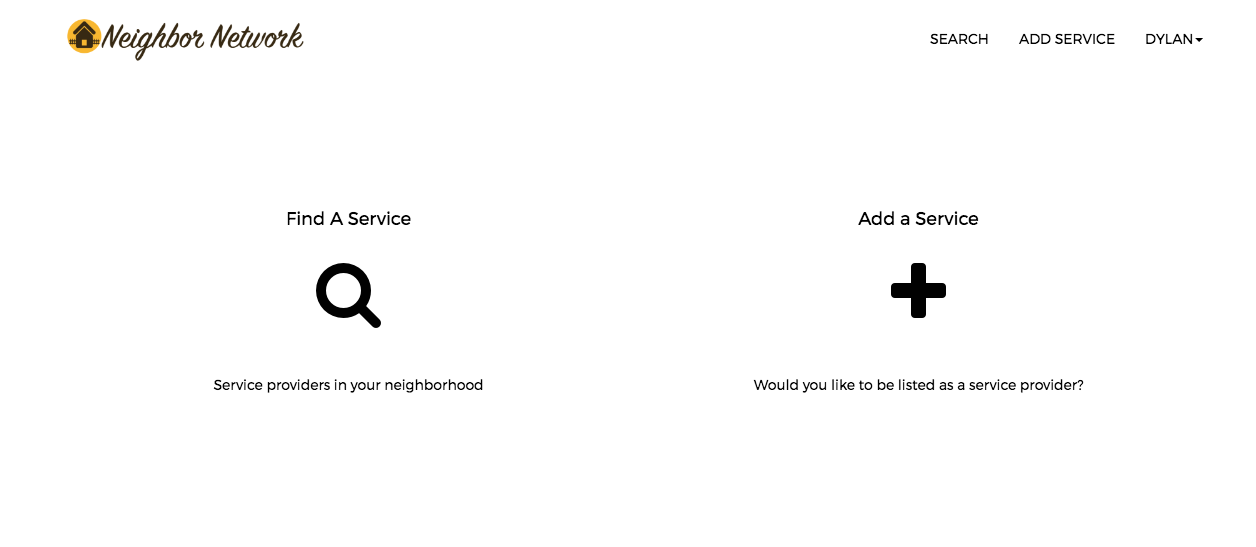 Neighbor Network
SEARCH ADD SERVICE DYLAN
Find A Service
Add a Service
Service providers in your neighborhood
Would you like to be listed as a service provider?